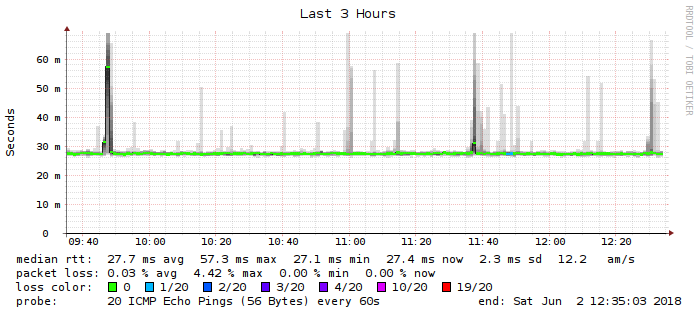 Last 3 Hours
RRDTOOL / TOBI OETIKER
Seconds
60 m
50 m
40 m
30 m
20 m
10 m
0
09:40 10:00 10:20 10:40 11:00 11:20 11:40 12:00 12:20
median rtt: 27.7 ms avg 57.3 ms max 27.1 ms min 27.4 ms now 2.3 ms sd 12.2 am/s
packet loss: 0.03 % avg 4.42 % max 0.00 % min 0.00 % now
loss color: 0 1/20 2/20 3/20 4/20 10/20 19/20
probe: 20 ICMP Echo Pings (56 Bytes) every 60s end: Sat Jun 2 12:35:03 2018